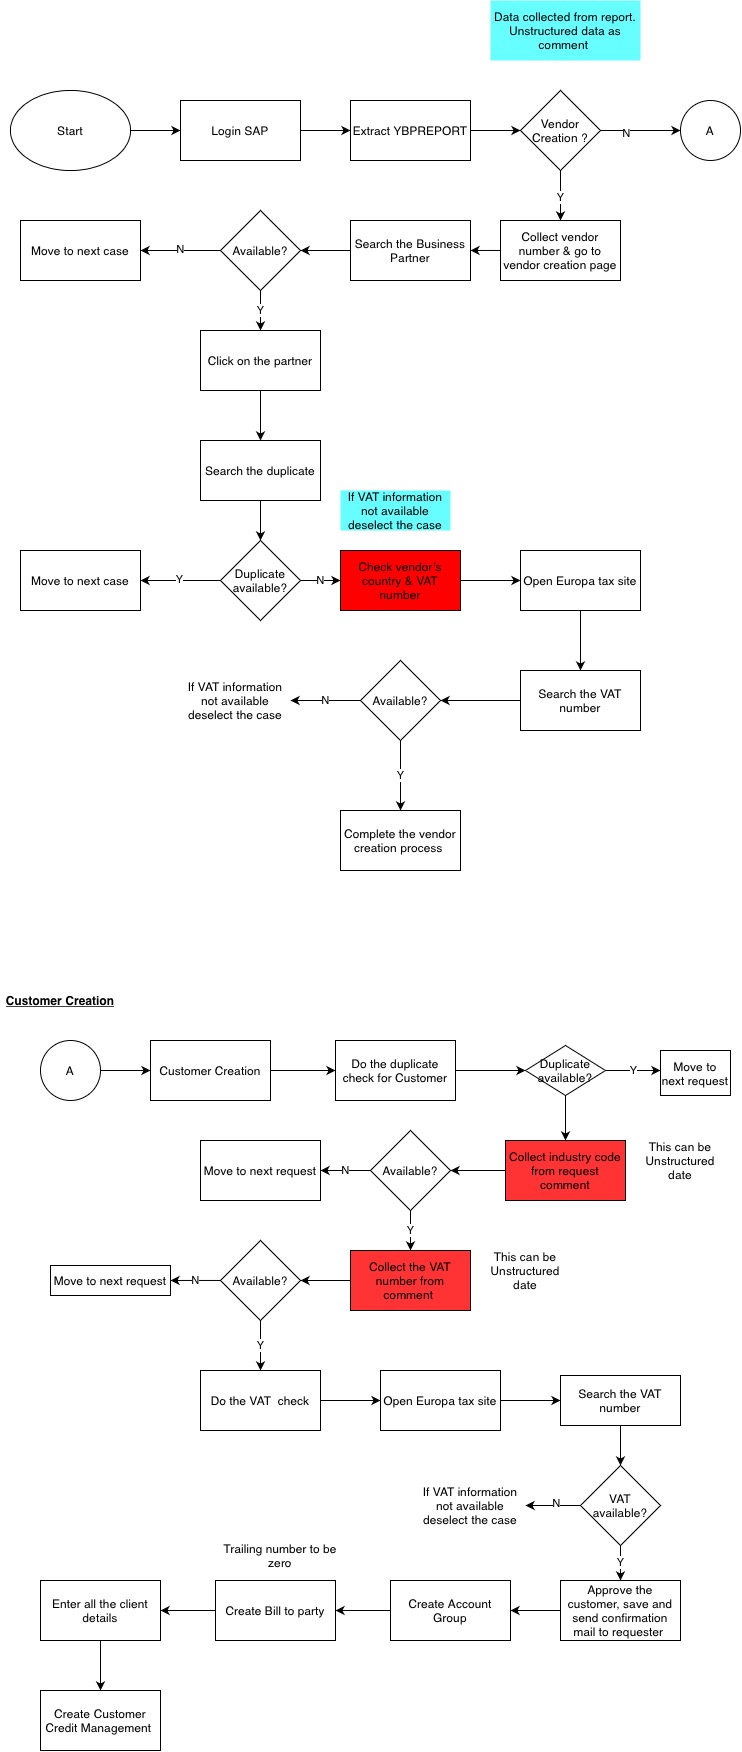 Data collected from report.
Unstructured data as
comment
Start
Login SAP
Extract YBPREPORT
Vendor
Creation ?
N
A
Y
Collect vendor
number & go to
vendor creation page
Search the Business
Partner
Available?
N
Move to next case
Y
Click on the partner
Search the duplicate
If VAT information
not available
deselect the case
Move to next case
Y
Duplicate
available?
N
Check vendor's
country & VAT
number
Open Europa tax site
Search the VAT
number
Available?
N
If VAT information
not available
deselect the case
Y
Complete the vendor
creation process
Customer Creation
A
Customer Creation
Do the duplicate
check for Customer
Duplicate
available?
Y
Move to
next request
Collect industry code
from request
comment
This can be
Unstructured
date
Available?
N
Move to next request
Y
Collect the VAT
number from
comment
This can be
Unstructured
date
Available?
N
Move to next request
Y
Do the VAT  check
Open Europa tax site
Search the VAT
number
VAT
available?
N
If VAT information
not available
deselect the case
Y
Approve the
customer, save and
send confirmation
mail to requester
Create Account
Group
Trailing number to be
zero
Create Bill to party
Enter all the client
details
Create Customer
Credit Management